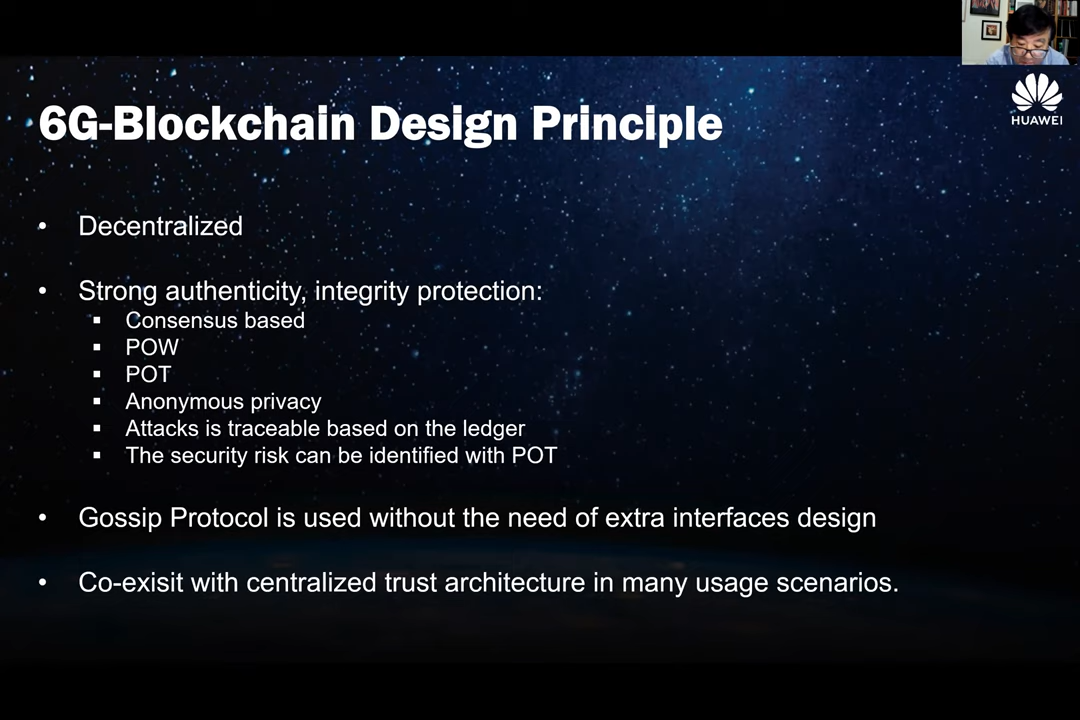 6G-Blockchain Design Principle
HUAWEI
• Decentralized
• Strong authenticity, integrity protection:
▪ Consensus based
▪ POW
▪ POT
▪ Anonymous privacy
▪ Attacks is traceable based on the ledger
▪ The security risk can be identified with POT
• Gossip Protocol is used without the need of extra interfaces design
• Co-exisit with centralized trust architecture in many usage scenarios.